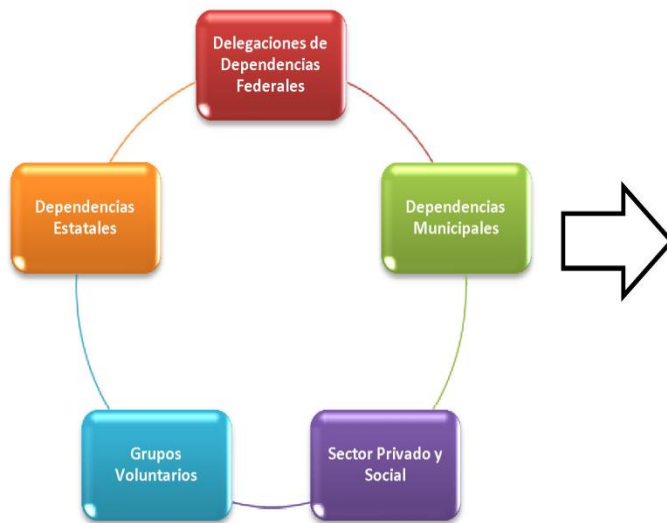 Delegaciones de
Dependencias
Federales
Dependencias
Estatales
Dependencias
Municipales
Grupos
Voluntarios
Sector Privado y
Social